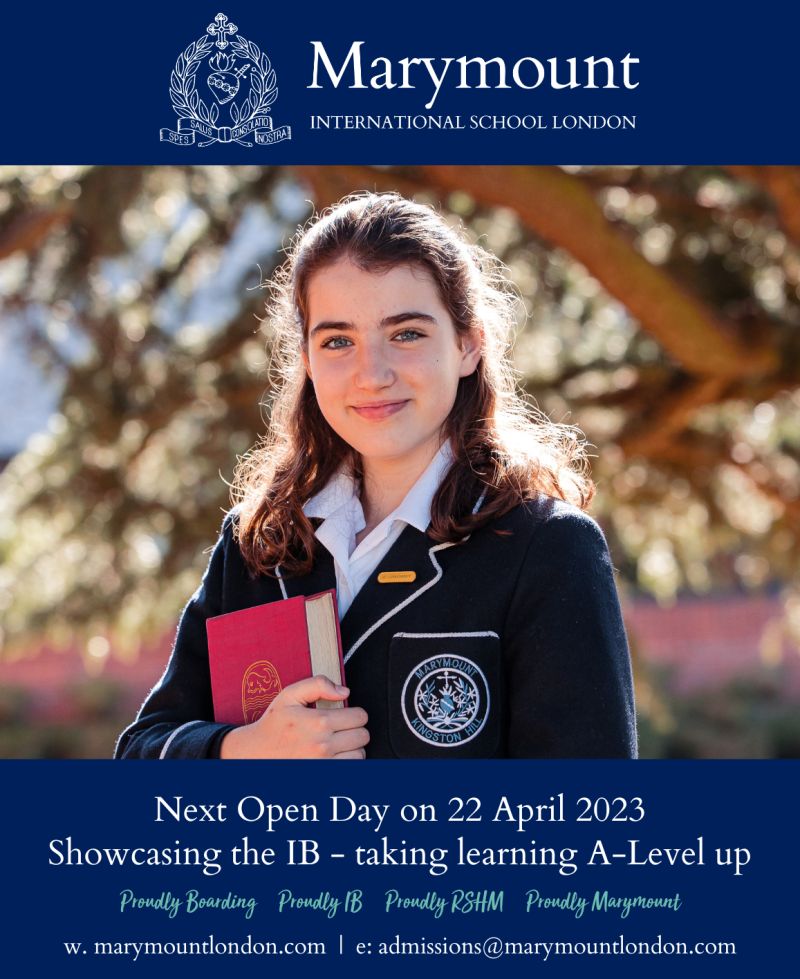 Marymount
INTERNATIONAL SCHOOL LONDON
SALUS CONSOLATIO
SPES NOSTRA
MARYMOUNT
KINGSTON HILL
Next Open Day on 22 April 2023
Showcasing the IB - taking learning A-Level up
Proudly Boarding Proudly IB Proudly RSHM Proudly Marymount
w. marymountlondon.com | e: admissions@marymountlondon.com